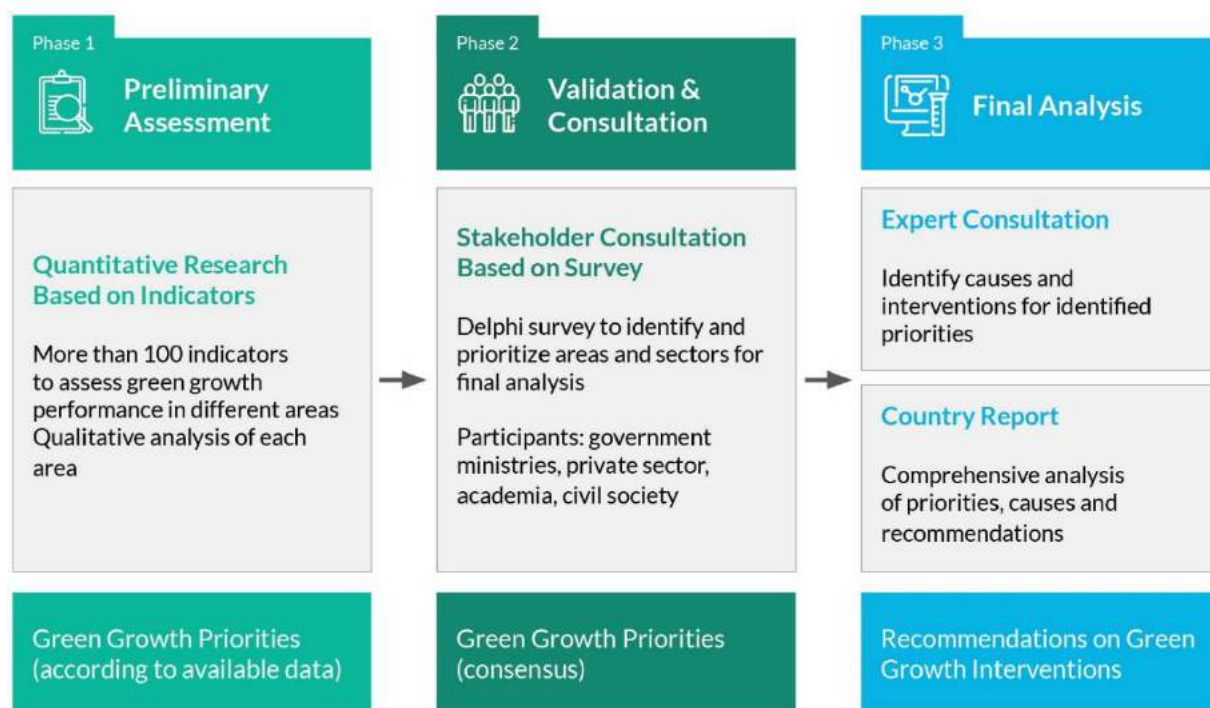 Phase 1
Preliminary
Assessment
Quantitative Research
Based on Indicators
More than 100 indicators
to assess green growth
performance in different areas
Qualitative analysis of each
area
Green Growth Priorities
(according to available data)
Phase 2
Validation &
Consultation
Stakeholder Consultation
Based on Survey
Delphi survey to identify and
prioritize areas and sectors for
final analysis
Participants: government
ministries, private sector,
academia, civil society
Green Growth Priorities
(consensus)
Phase 3
Final Analysis
Expert Consultation
Identify causes and
interventions for identified
priorities
Country Report
Comprehensive analysis
of priorities, causes and
recommendations
Recommendations on Green
Growth Interventions